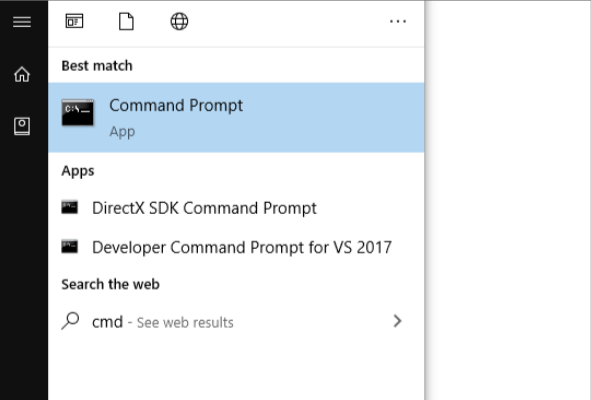 Best match
Command Prompt
App
Apps
DirectX SDK Command Prompt
Developer Command Prompt for VS 2017
Search the web
cmd - See web results